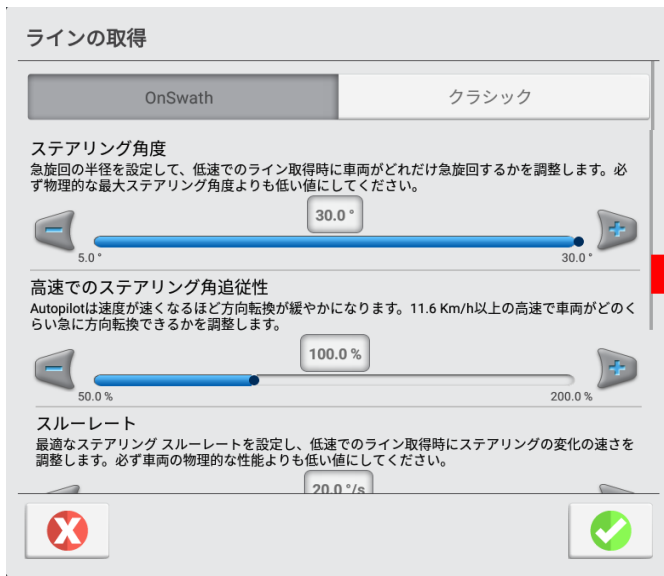 ラインの取得
OnSwath
クラシック
ステアリング角度
急旋回の半径を設定して、低速でのライン取得時に車両がどれだけ急旋回するかを調整します。必
ず物理的な最大ステアリング角度よりも低い値にしてください。
30.0 °
5.0 °
30.0 °
高速でのステアリング角追従性
Autopilotは速度が速くなるほど方向転換が緩やかになります。11.6 Km/h以上の高速で車両がどのく
らい急に方向転換できるかを調整します。
100.0 %
50.0 %
200.0 %
スルーレート
最適なステアリング スルーレートを設定し、低速でのライン取得時にステアリングの変化の速さを
調整します。必ず車両の物理的な性能よりも低い値にしてください。
20.0 °/s